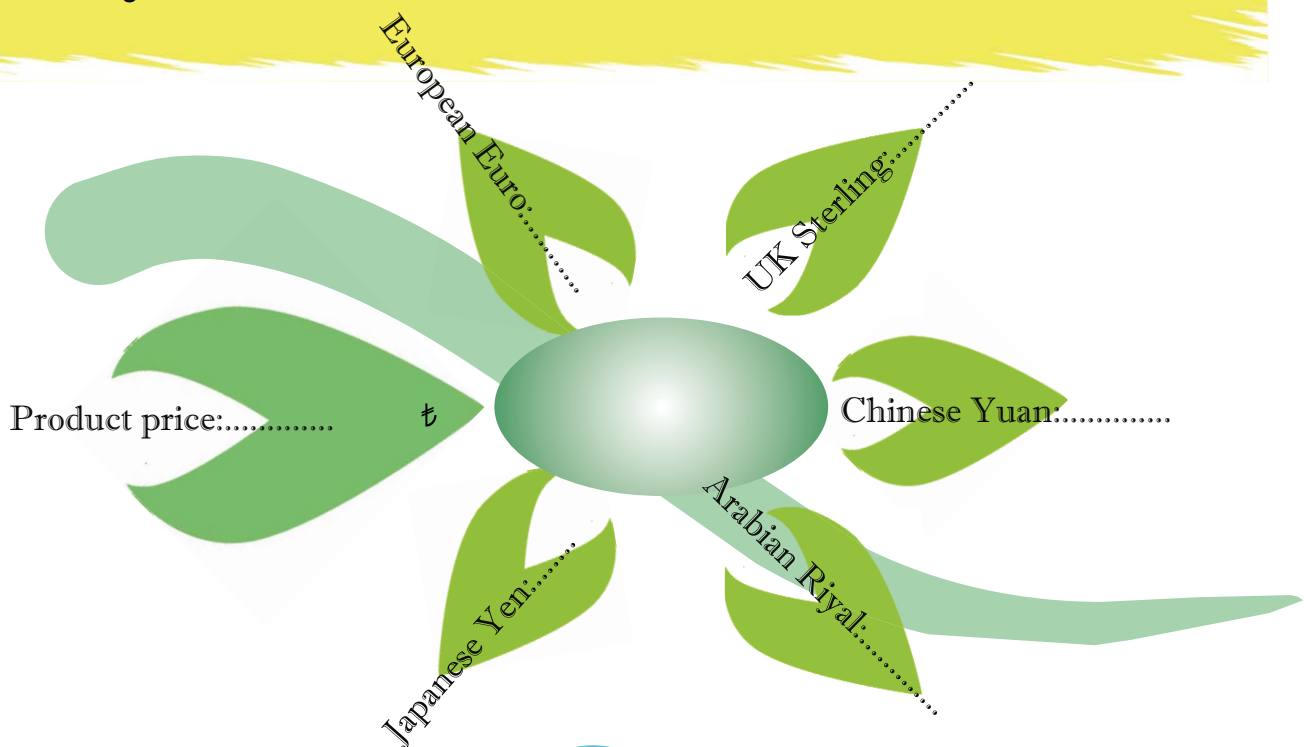 European Euro:............
UK Sterling:............
Product price:............. ₺
Chinese Yuan:.............
Arabian Riyal:............
Japanese Yen:.......